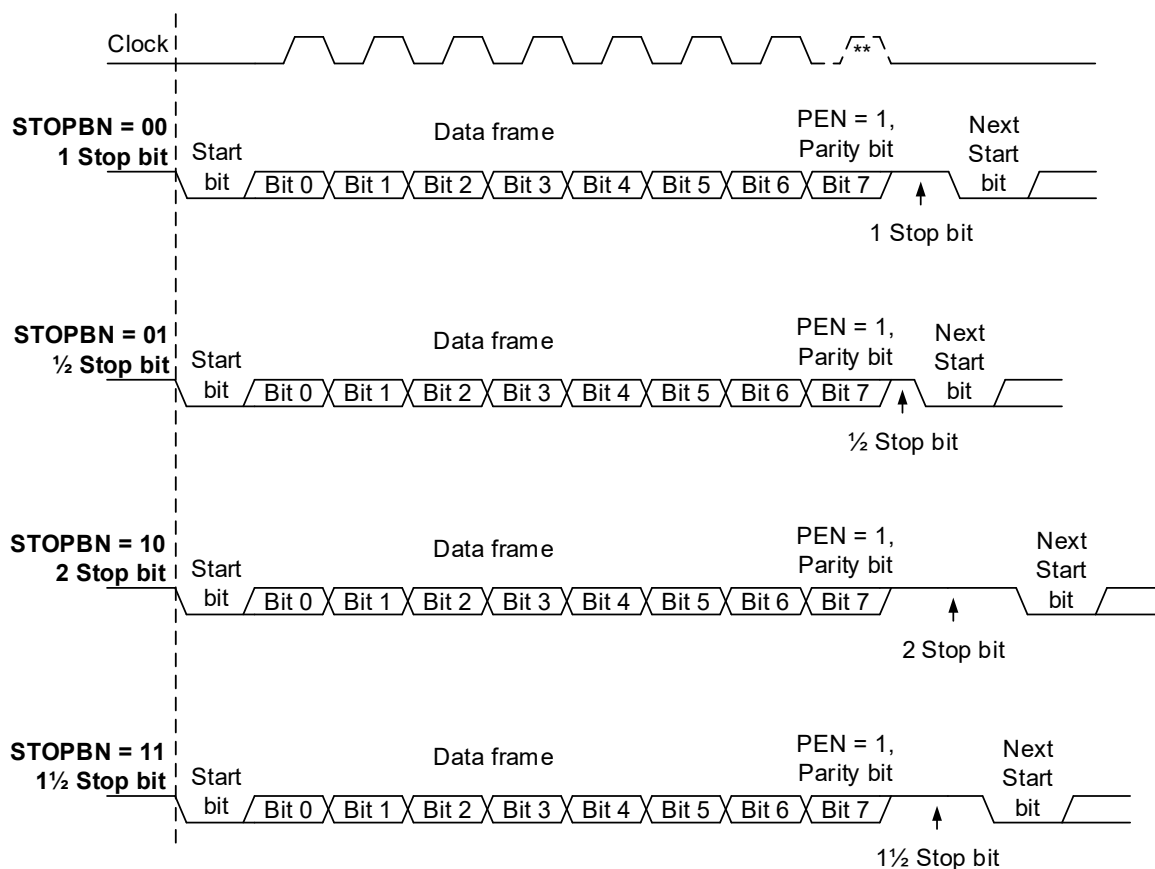 Clock
**
STOPBN = 00
1 Stop bit
Start
bit
Data frame
PEN = 1,
Parity bit
Next
Start
bit
Bit 0 Bit 1 Bit 2 Bit 3 Bit 4 Bit 5 Bit 6 Bit 7
1 Stop bit
STOPBN = 01
½ Stop bit
Start
bit
Data frame
PEN = 1,
Parity bit
Next
Start
bit
Bit 0 Bit 1 Bit 2 Bit 3 Bit 4 Bit 5 Bit 6 Bit 7
½ Stop bit
STOPBN = 10
2 Stop bit
Start
bit
Data frame
PEN = 1,
Parity bit
Next
Start
bit
Bit 0 Bit 1 Bit 2 Bit 3 Bit 4 Bit 5 Bit 6 Bit 7
2 Stop bit
STOPBN = 11
1½ Stop bit
Start
bit
Data frame
PEN = 1,
Parity bit
Next
Start
bit
Bit 0 Bit 1 Bit 2 Bit 3 Bit 4 Bit 5 Bit 6 Bit 7
1½ Stop bit